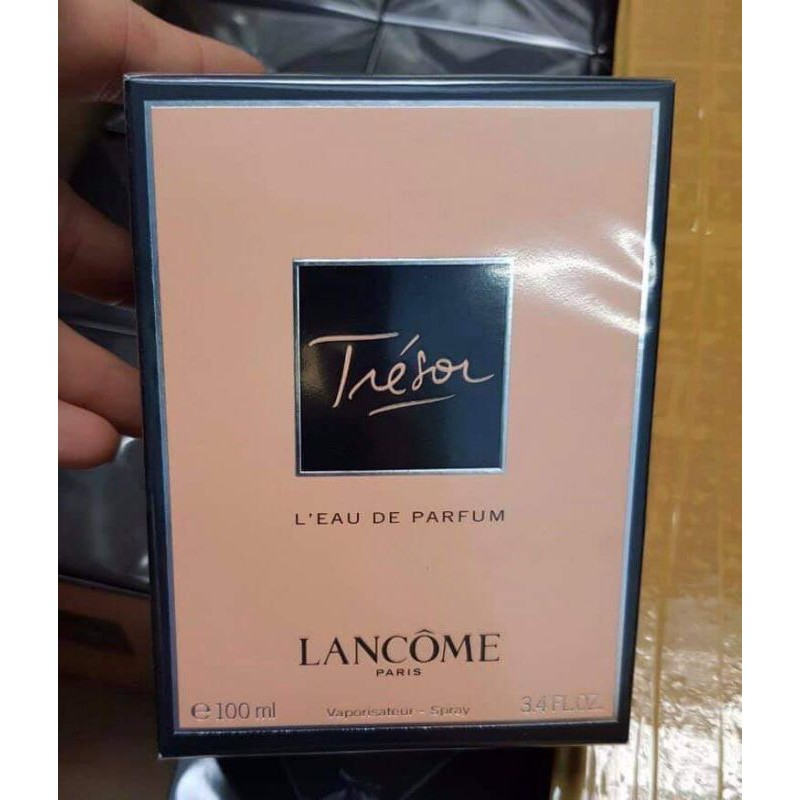 Trésor
L'EAU DE PARFUM
LANCÔME
PARIS
℮ 100 ml Vaporisateur - Spray 3.4 FL.OZ.